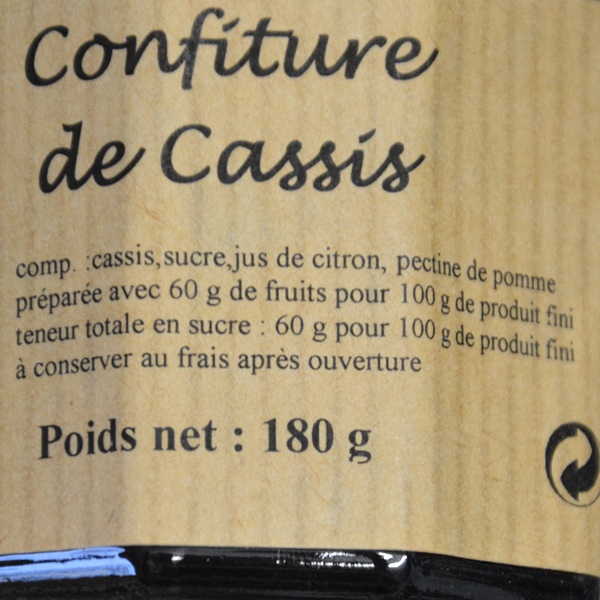 Confiture
de Cassis
comp. :cassis,sucre,jus de citron, pectine de pomme
préparée avec 60 g de fruits pour 100 g de produit fini
teneur totale en sucre : 60 g pour 100 g de produit fini
à conserver au frais après ouverture
Poids net : 180 g